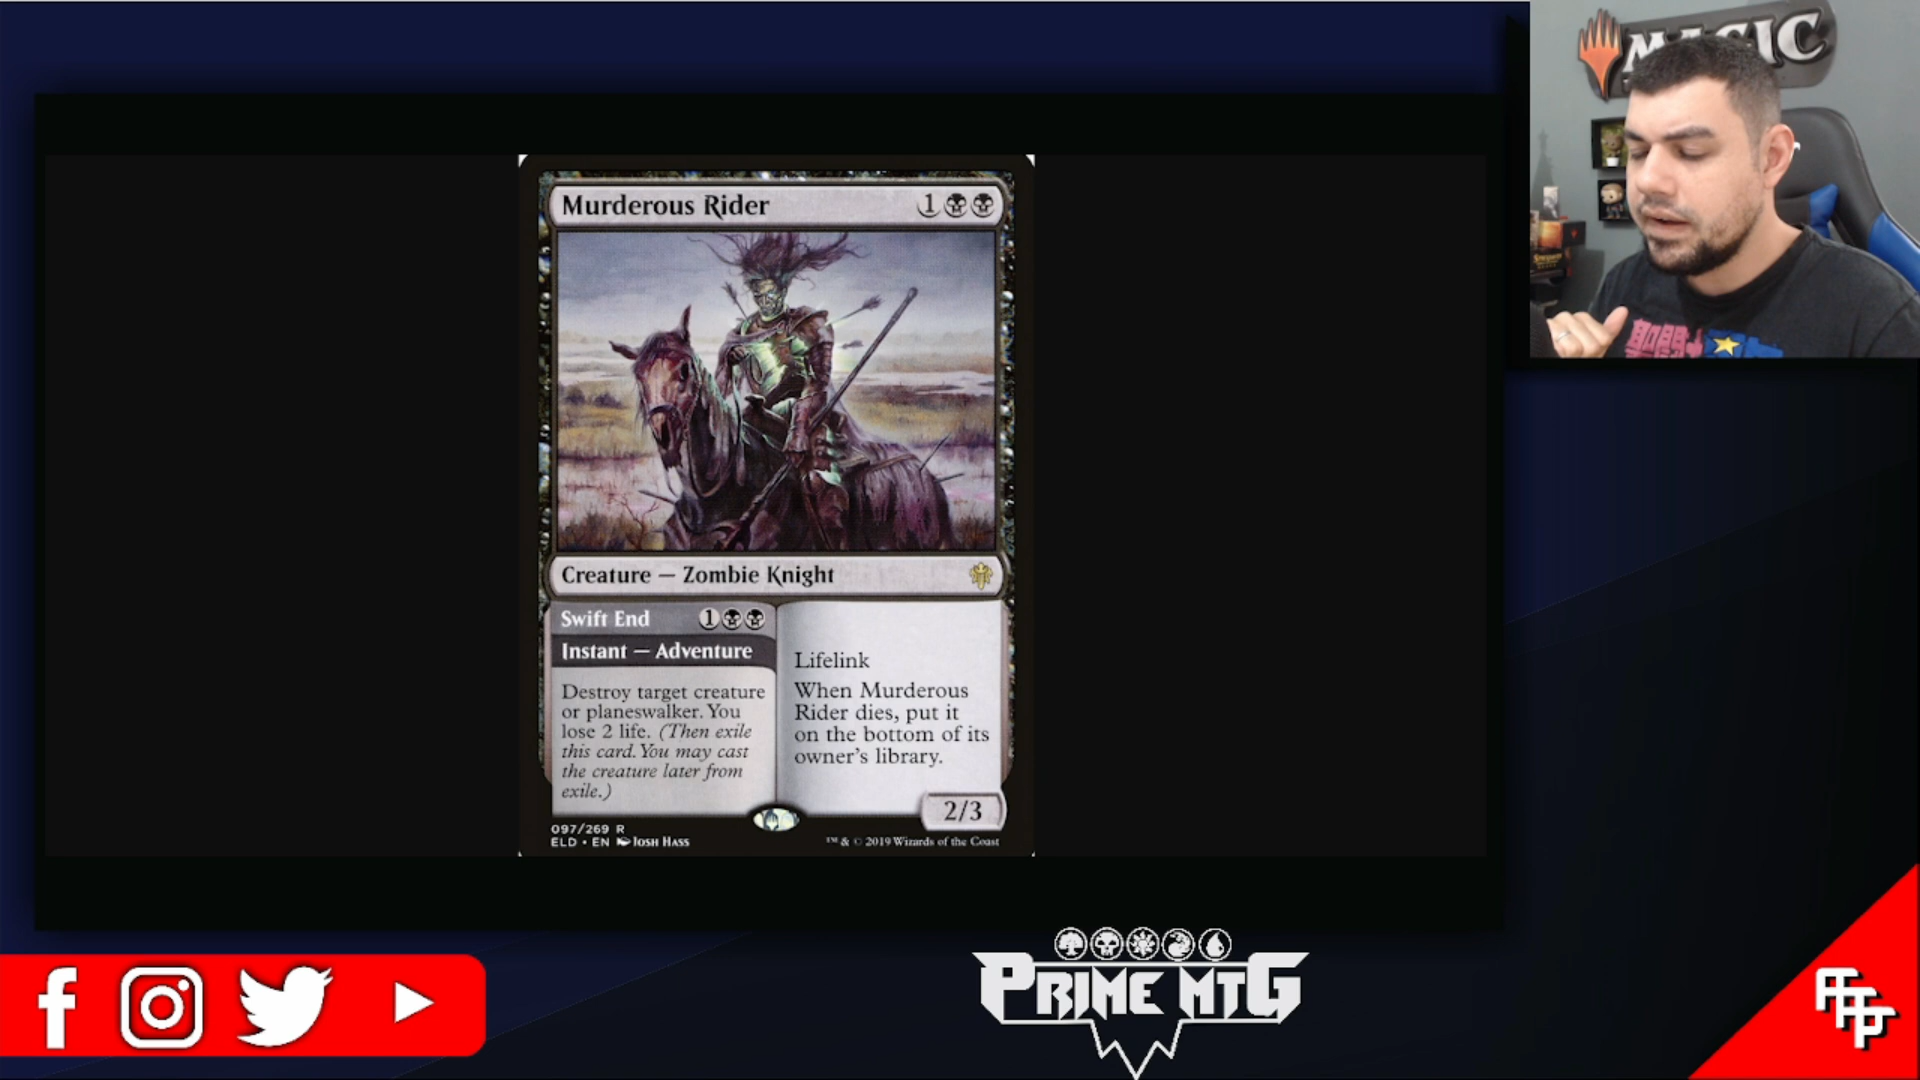 MAGIC
Murderous Rider
1
Creature — Zombie Knight
Swift End
1
Instant — Adventure
Destroy target creature
or planeswalker. You
lose 2 life. (Then exile
this card. You may cast
the creature later from
exile.)
Lifelink
When Murderous
Rider dies, put it
on the bottom of its
owner's library.
2/3
097/269 R
ELD • EN Josh Hass
™ & © 2019 Wizards of the Coast
PRIME MTG